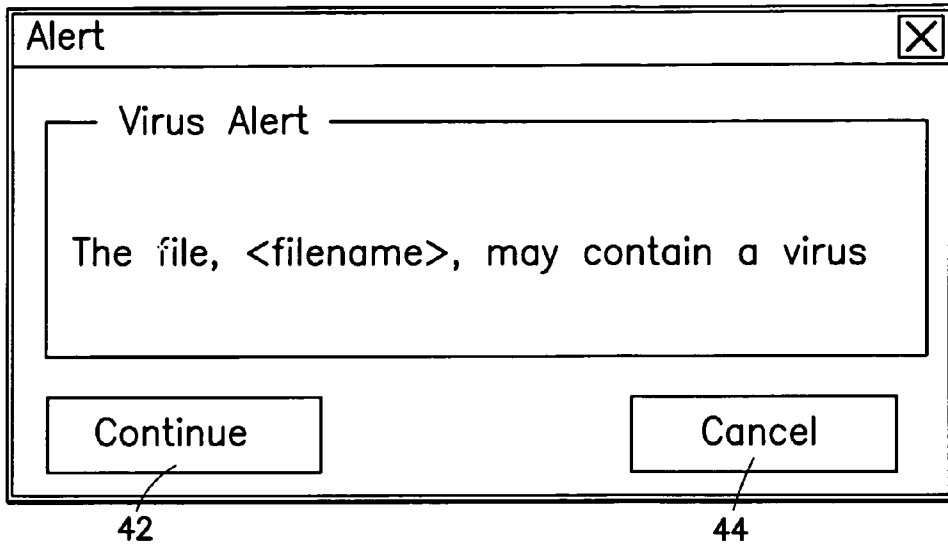 Alert
Virus Alert
The file, <filename>, may contain a virus
Continue
Cancel
42
44